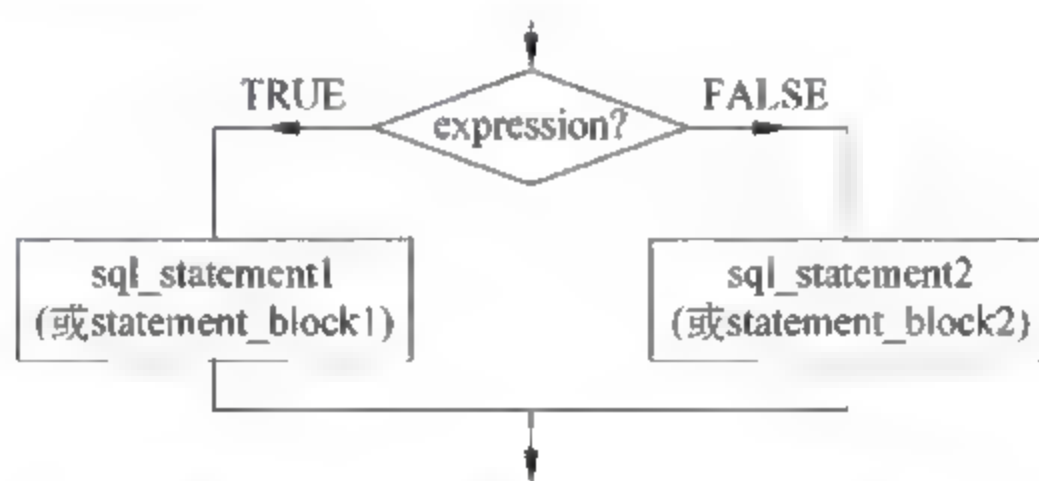 TRUE
FALSE
expression?
sql_statement1
(或statement_block1)
sql_statement2
(或statement_block2)